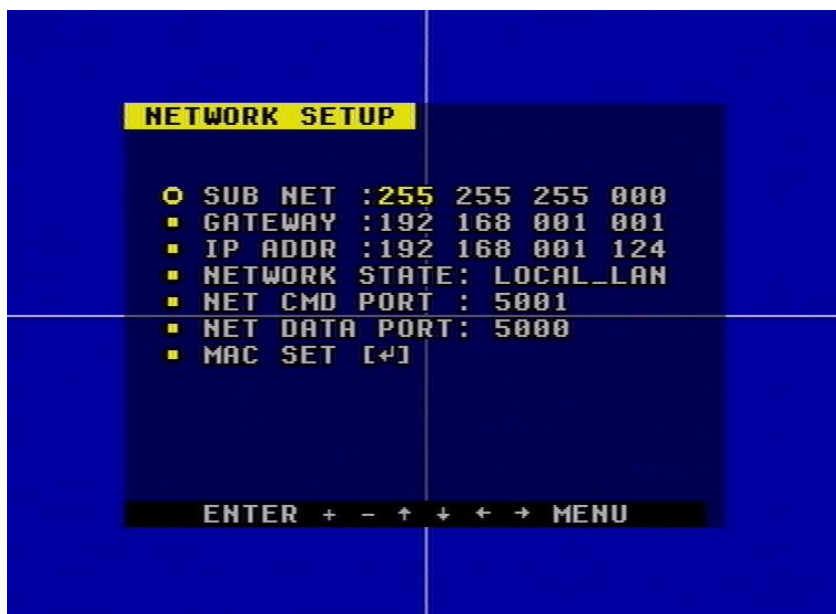 NETWORK SETUP
SUB NET :255 255 255 000
GATEWAY :192 168 001 001
IP ADDR :192 168 001 124
NETWORK STATE: LOCAL_LAN
NET CMD PORT : 5001
NET DATA PORT: 5000
MAC SET [↵]
ENTER + - ↑ ↓ ← → MENU